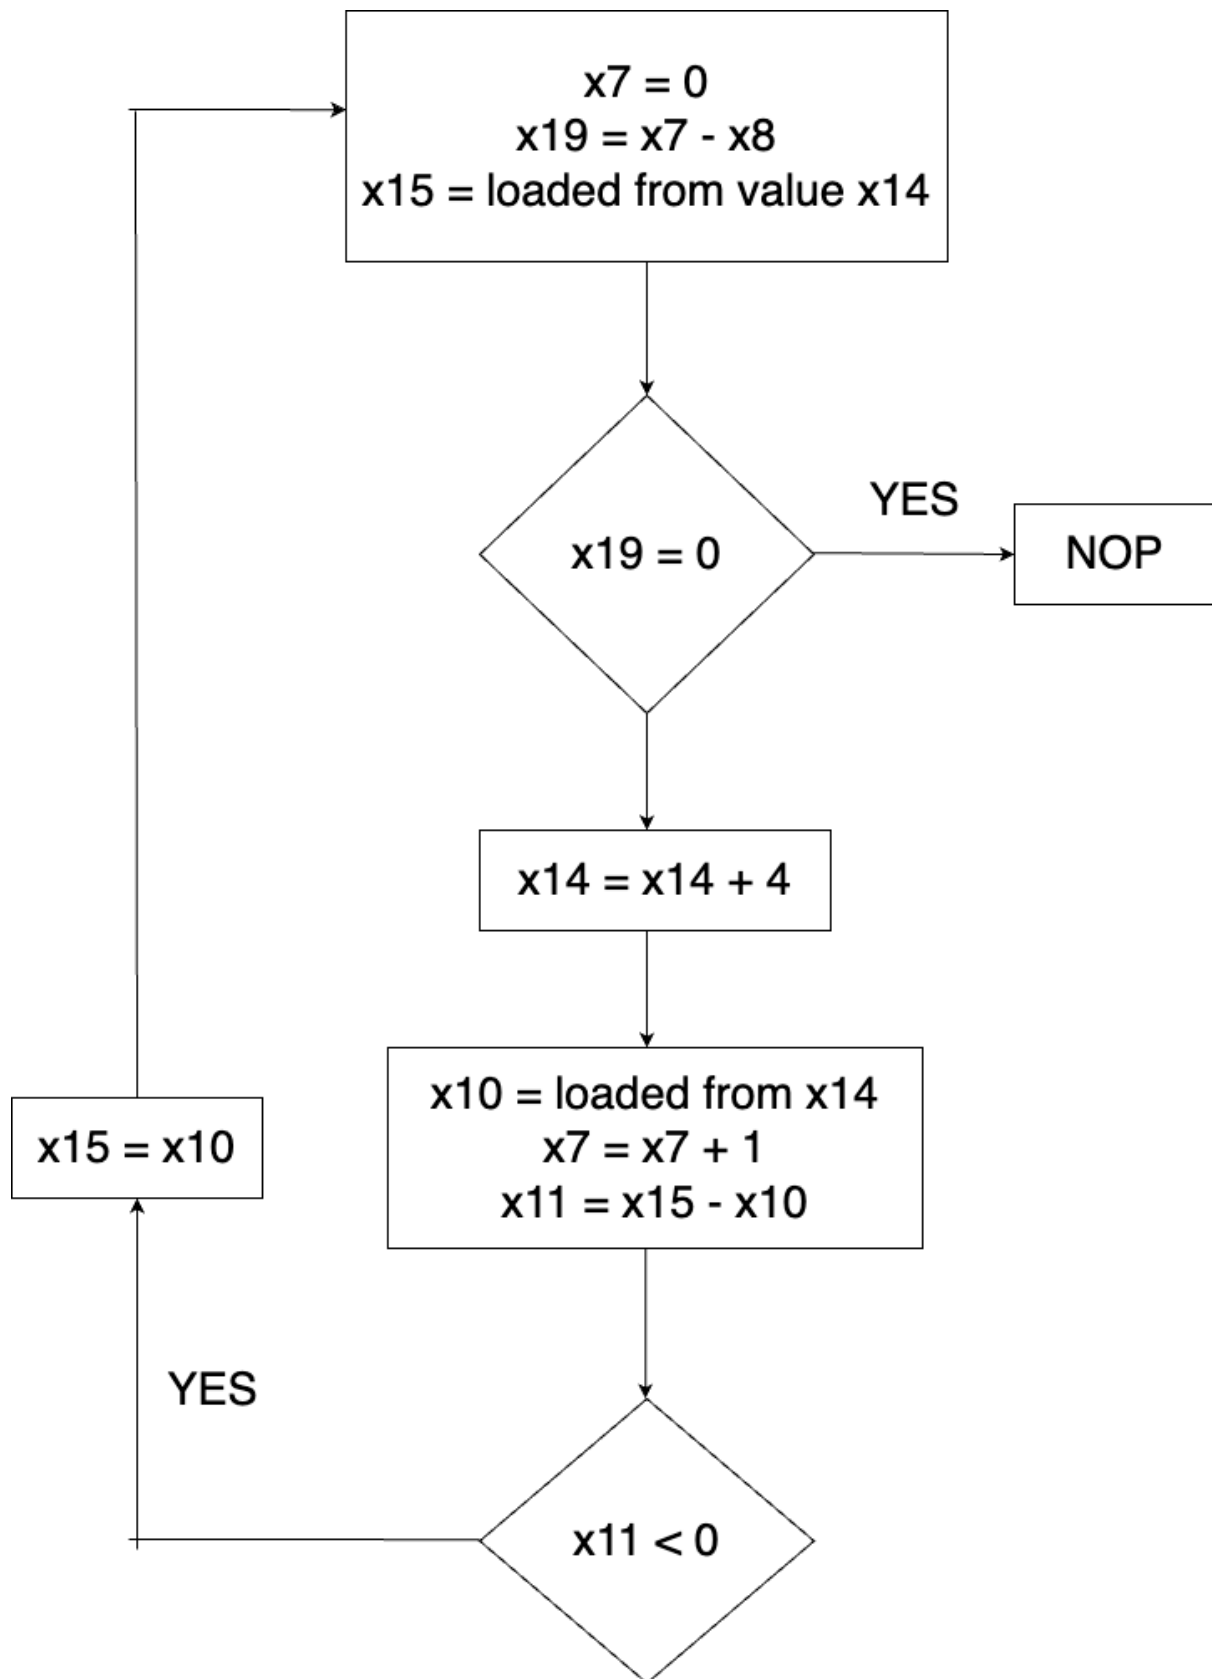 x7 = 0
x19 = x7 - x8
x15 = loaded from value x14
x19 = 0
YES
NOP
x14 = x14 + 4
x10 = loaded from x14
x7 = x7 + 1
x11 = x15 - x10
x15 = x10
YES
x11 < 0